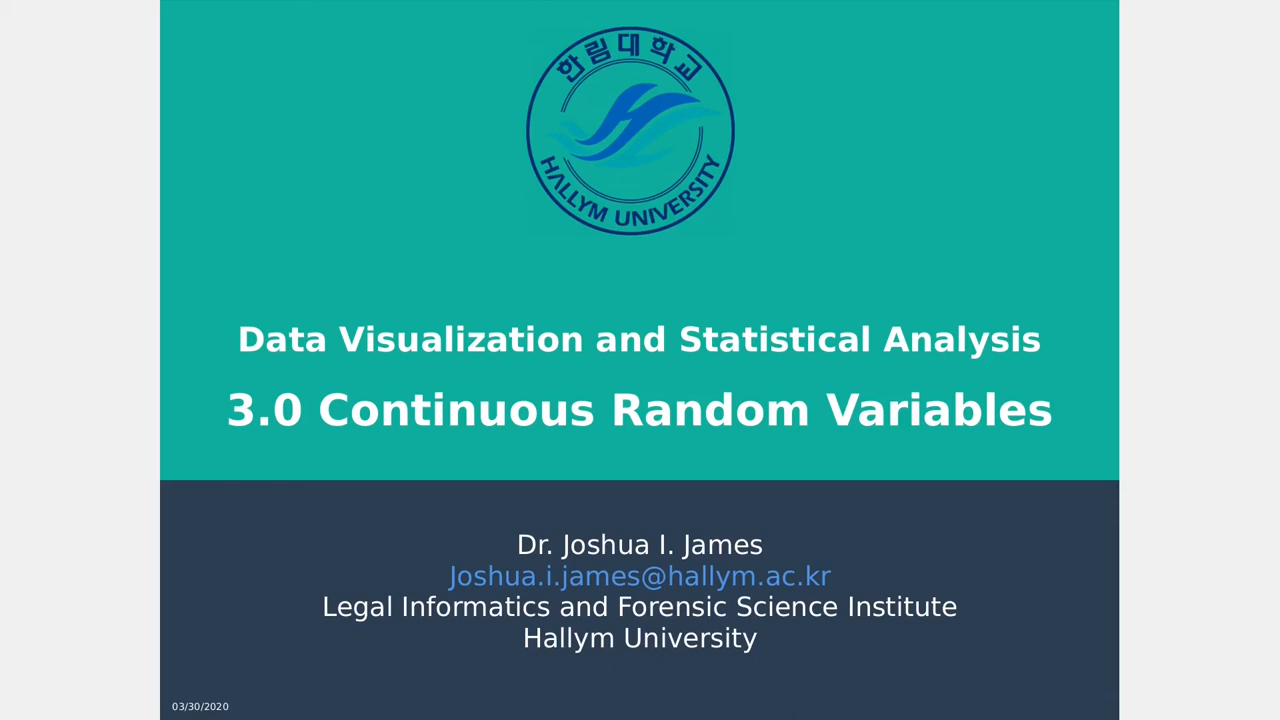 한림대학교
HALLYM UNIVERSITY
Data Visualization and Statistical Analysis
3.0 Continuous Random Variables
Dr. Joshua I. James
Joshua.i.james@hallym.ac.kr
Legal Informatics and Forensic Science Institute
Hallym University
03/30/2020